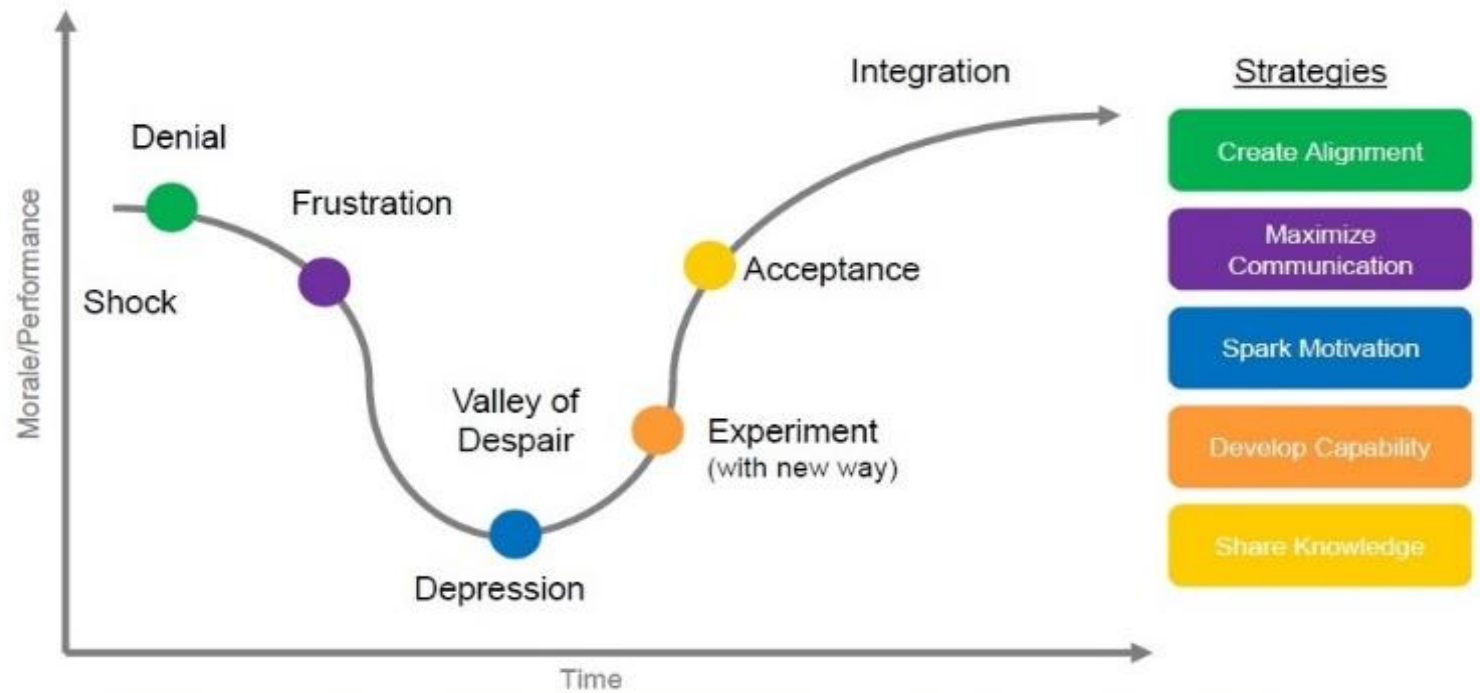 Morale/Performance
Denial
Shock
Frustration
Valley of
Despair
Depression
Experiment
(with new way)
Acceptance
Integration
Time
Strategies
Create Alignment
Maximize
Communication
Spark Motivation
Develop Capability
Share Knowledge